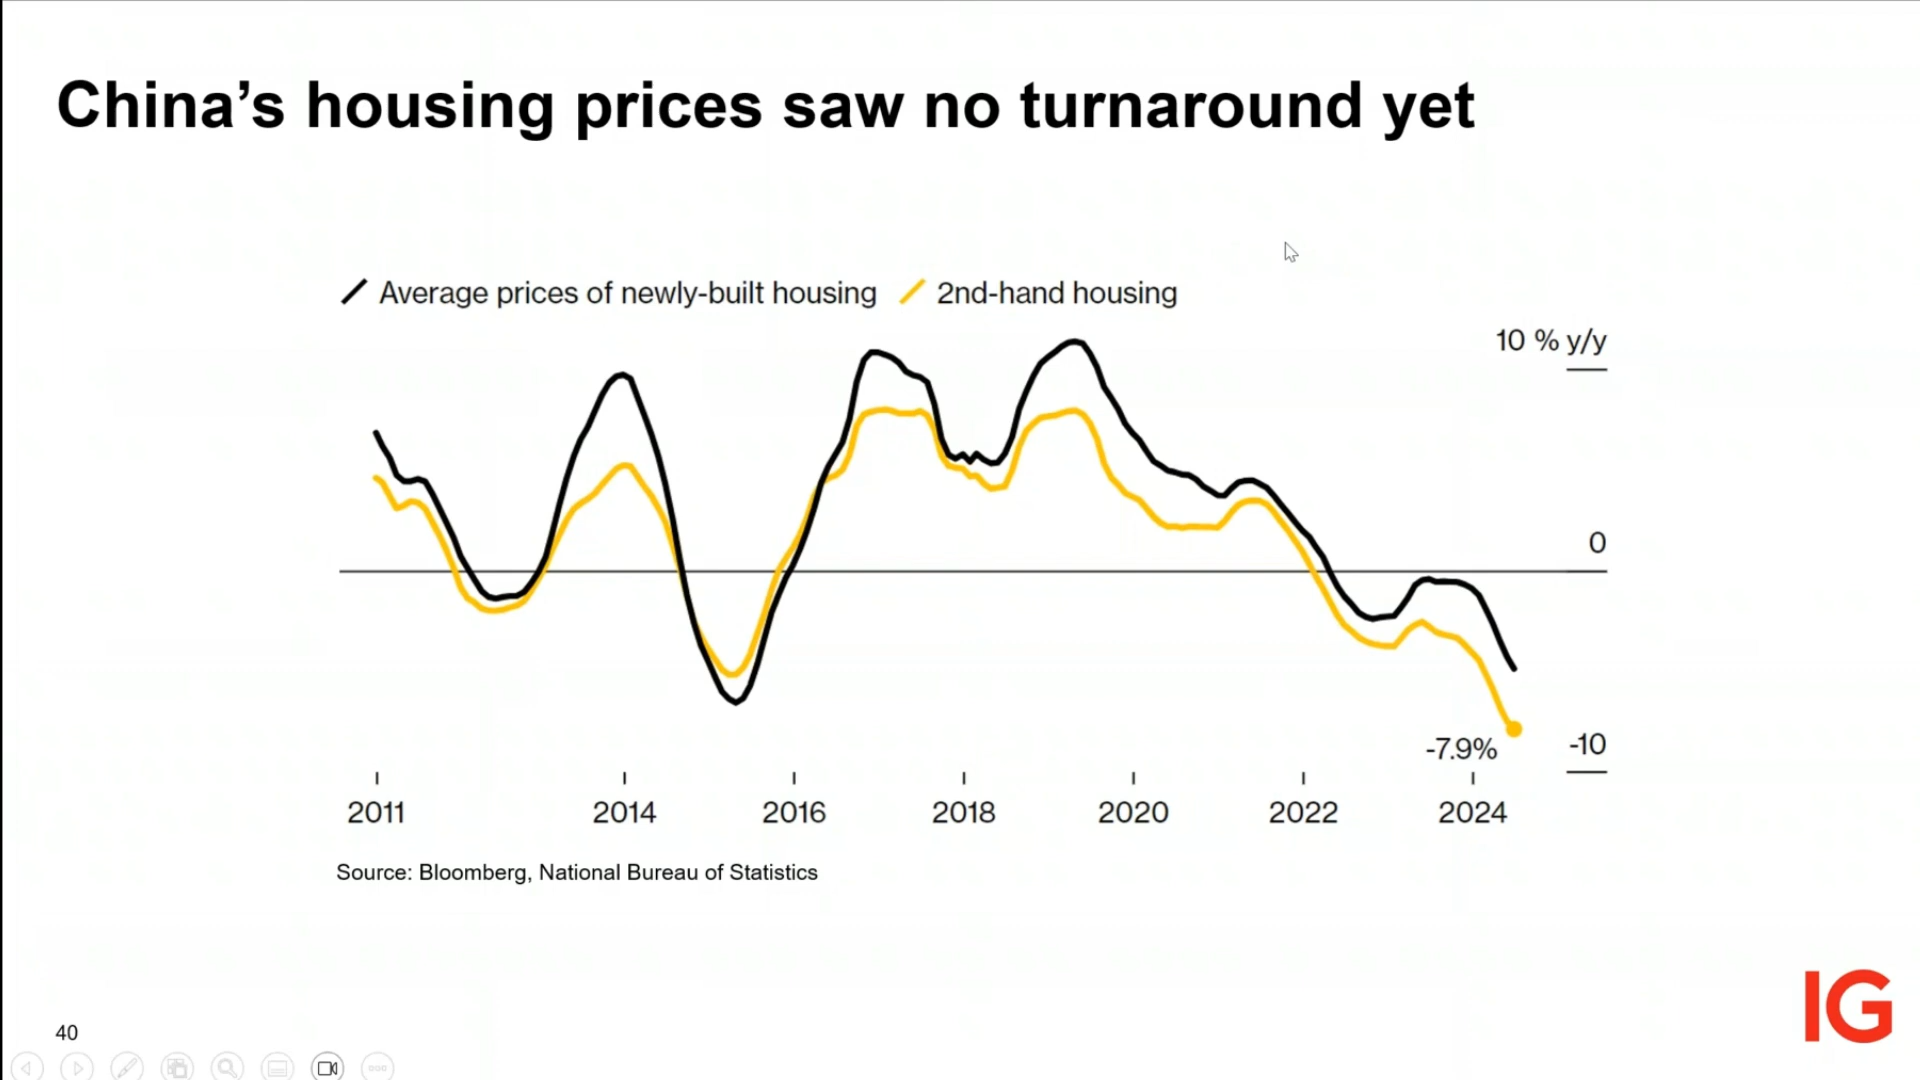 China’s housing prices saw no turnaround yet
Average prices of newly-built housing 2nd-hand housing
10 % y/y
0
-7.9%
-10
2011 2014 2016 2018 2020 2022 2024
Source: Bloomberg, National Bureau of Statistics
IG
40